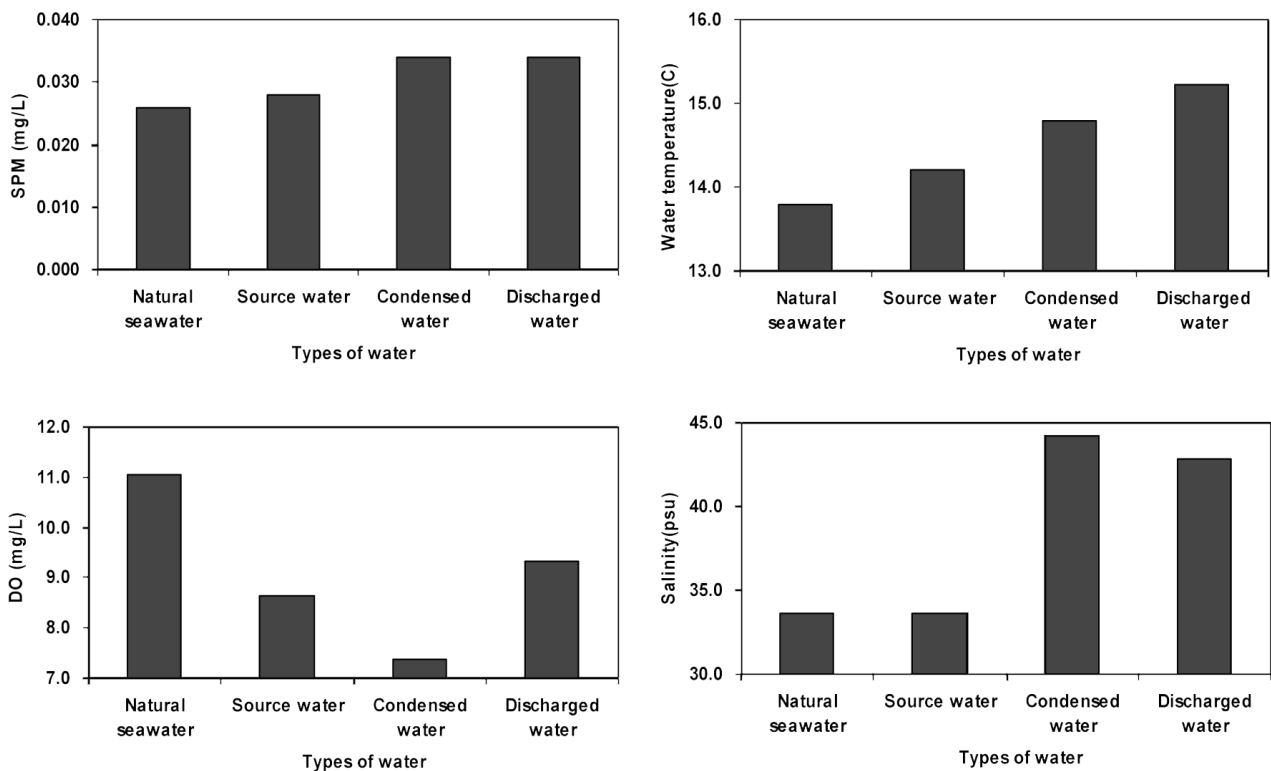 SPM (mg/L)
0.040
0.030
0.020
0.010
0.000
Natural seawater
Source water
Condensed water
Discharged water
Types of water
Water temperature(C)
16.0
15.0
14.0
13.0
Natural seawater
Source water
Condensed water
Discharged water
Types of water
DO (mg/L)
12.0
11.0
10.0
9.0
8.0
7.0
Natural seawater
Source water
Condensed water
Discharged water
Types of water
Salinity(psu)
45.0
40.0
35.0
30.0
Natural seawater
Source water
Condensed water
Discharged water
Types of water